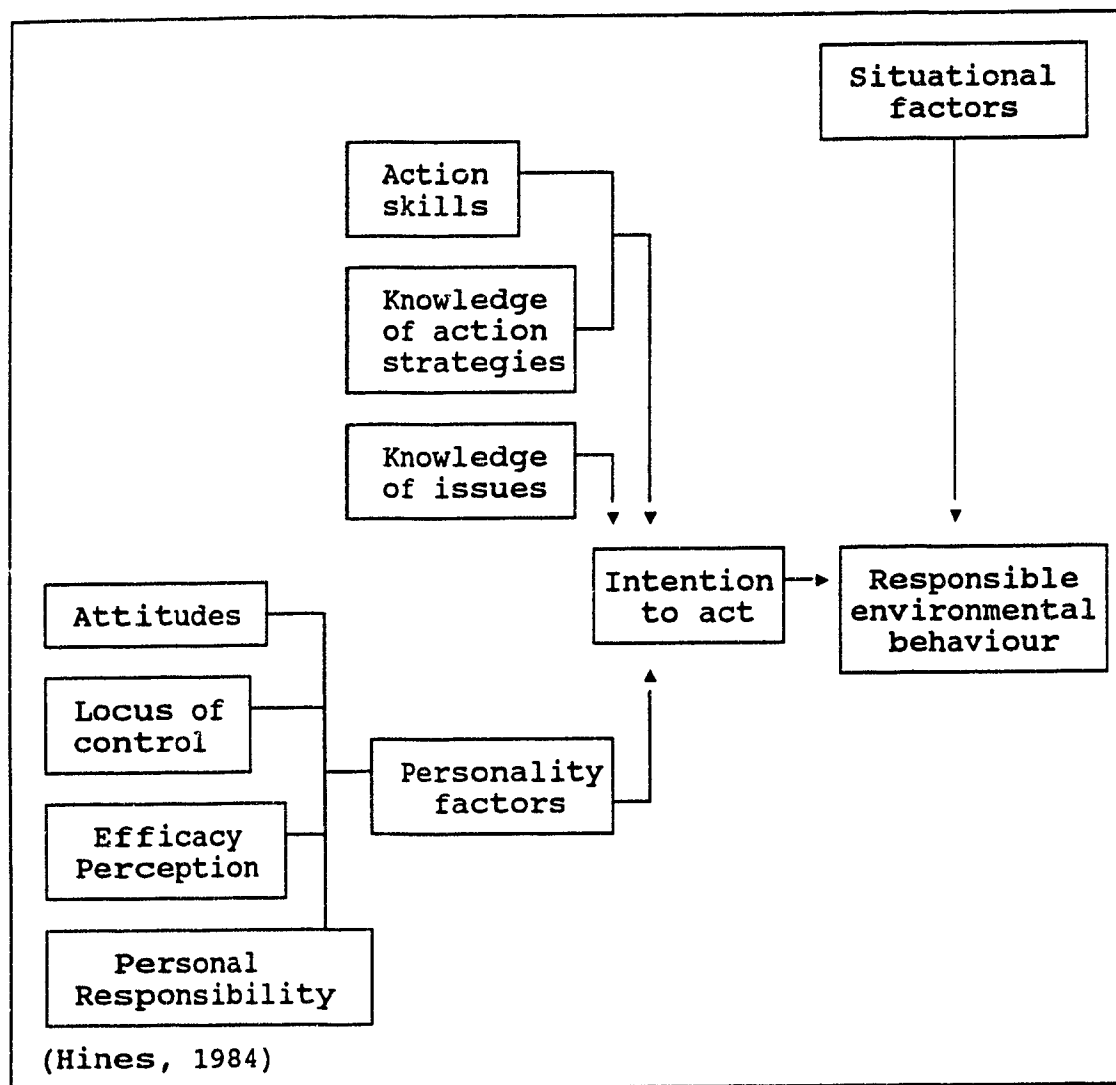 Situational
factors
Action
skills
Knowledge
of action
strategies
Knowledge
of issues
Intention
to act
Responsible
environmental
behaviour
Attitudes
Locus of
control
Efficacy
Perception
Personality
factors
Personal
Responsibility
(Hines, 1984)